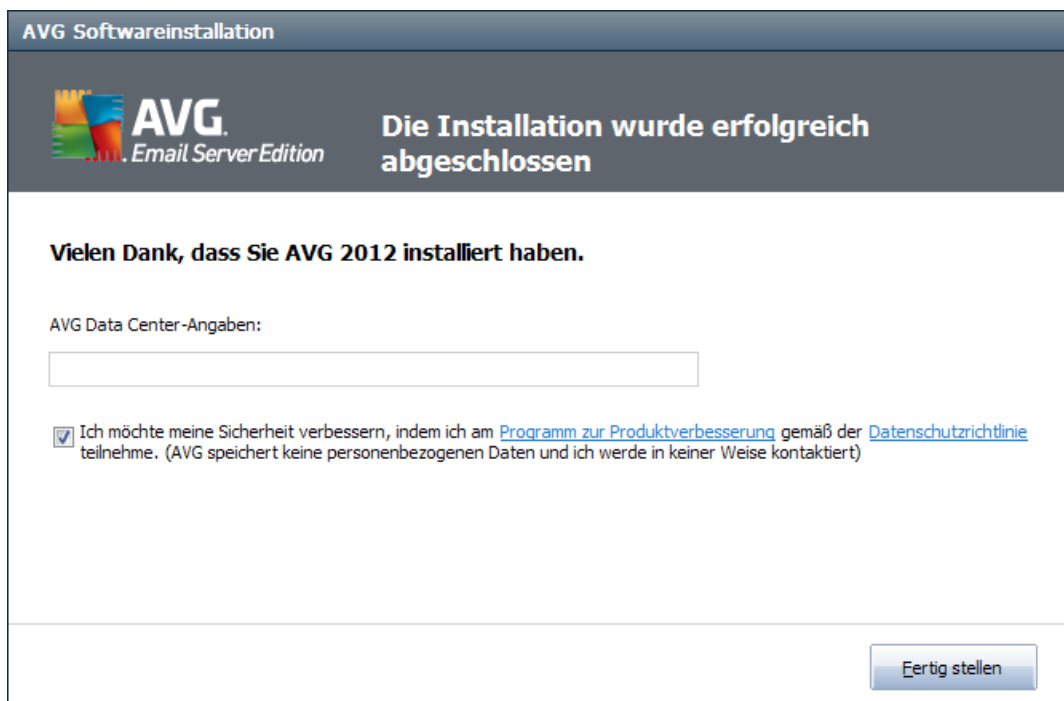 AVG Softwareinstallation
AVG.
Email Server Edition
Die Installation wurde erfolgreich
abgeschlossen
Vielen Dank, dass Sie AVG 2012 installiert haben.
AVG Data Center-Angaben:
Ich möchte meine Sicherheit verbessern, indem ich am Programm zur Produktverbesserung gemäß der Datenschutzrichtlinie
teilnehme. (AVG speichert keine personenbezogenen Daten und ich werde in keiner Weise kontaktiert)
Fertig stellen